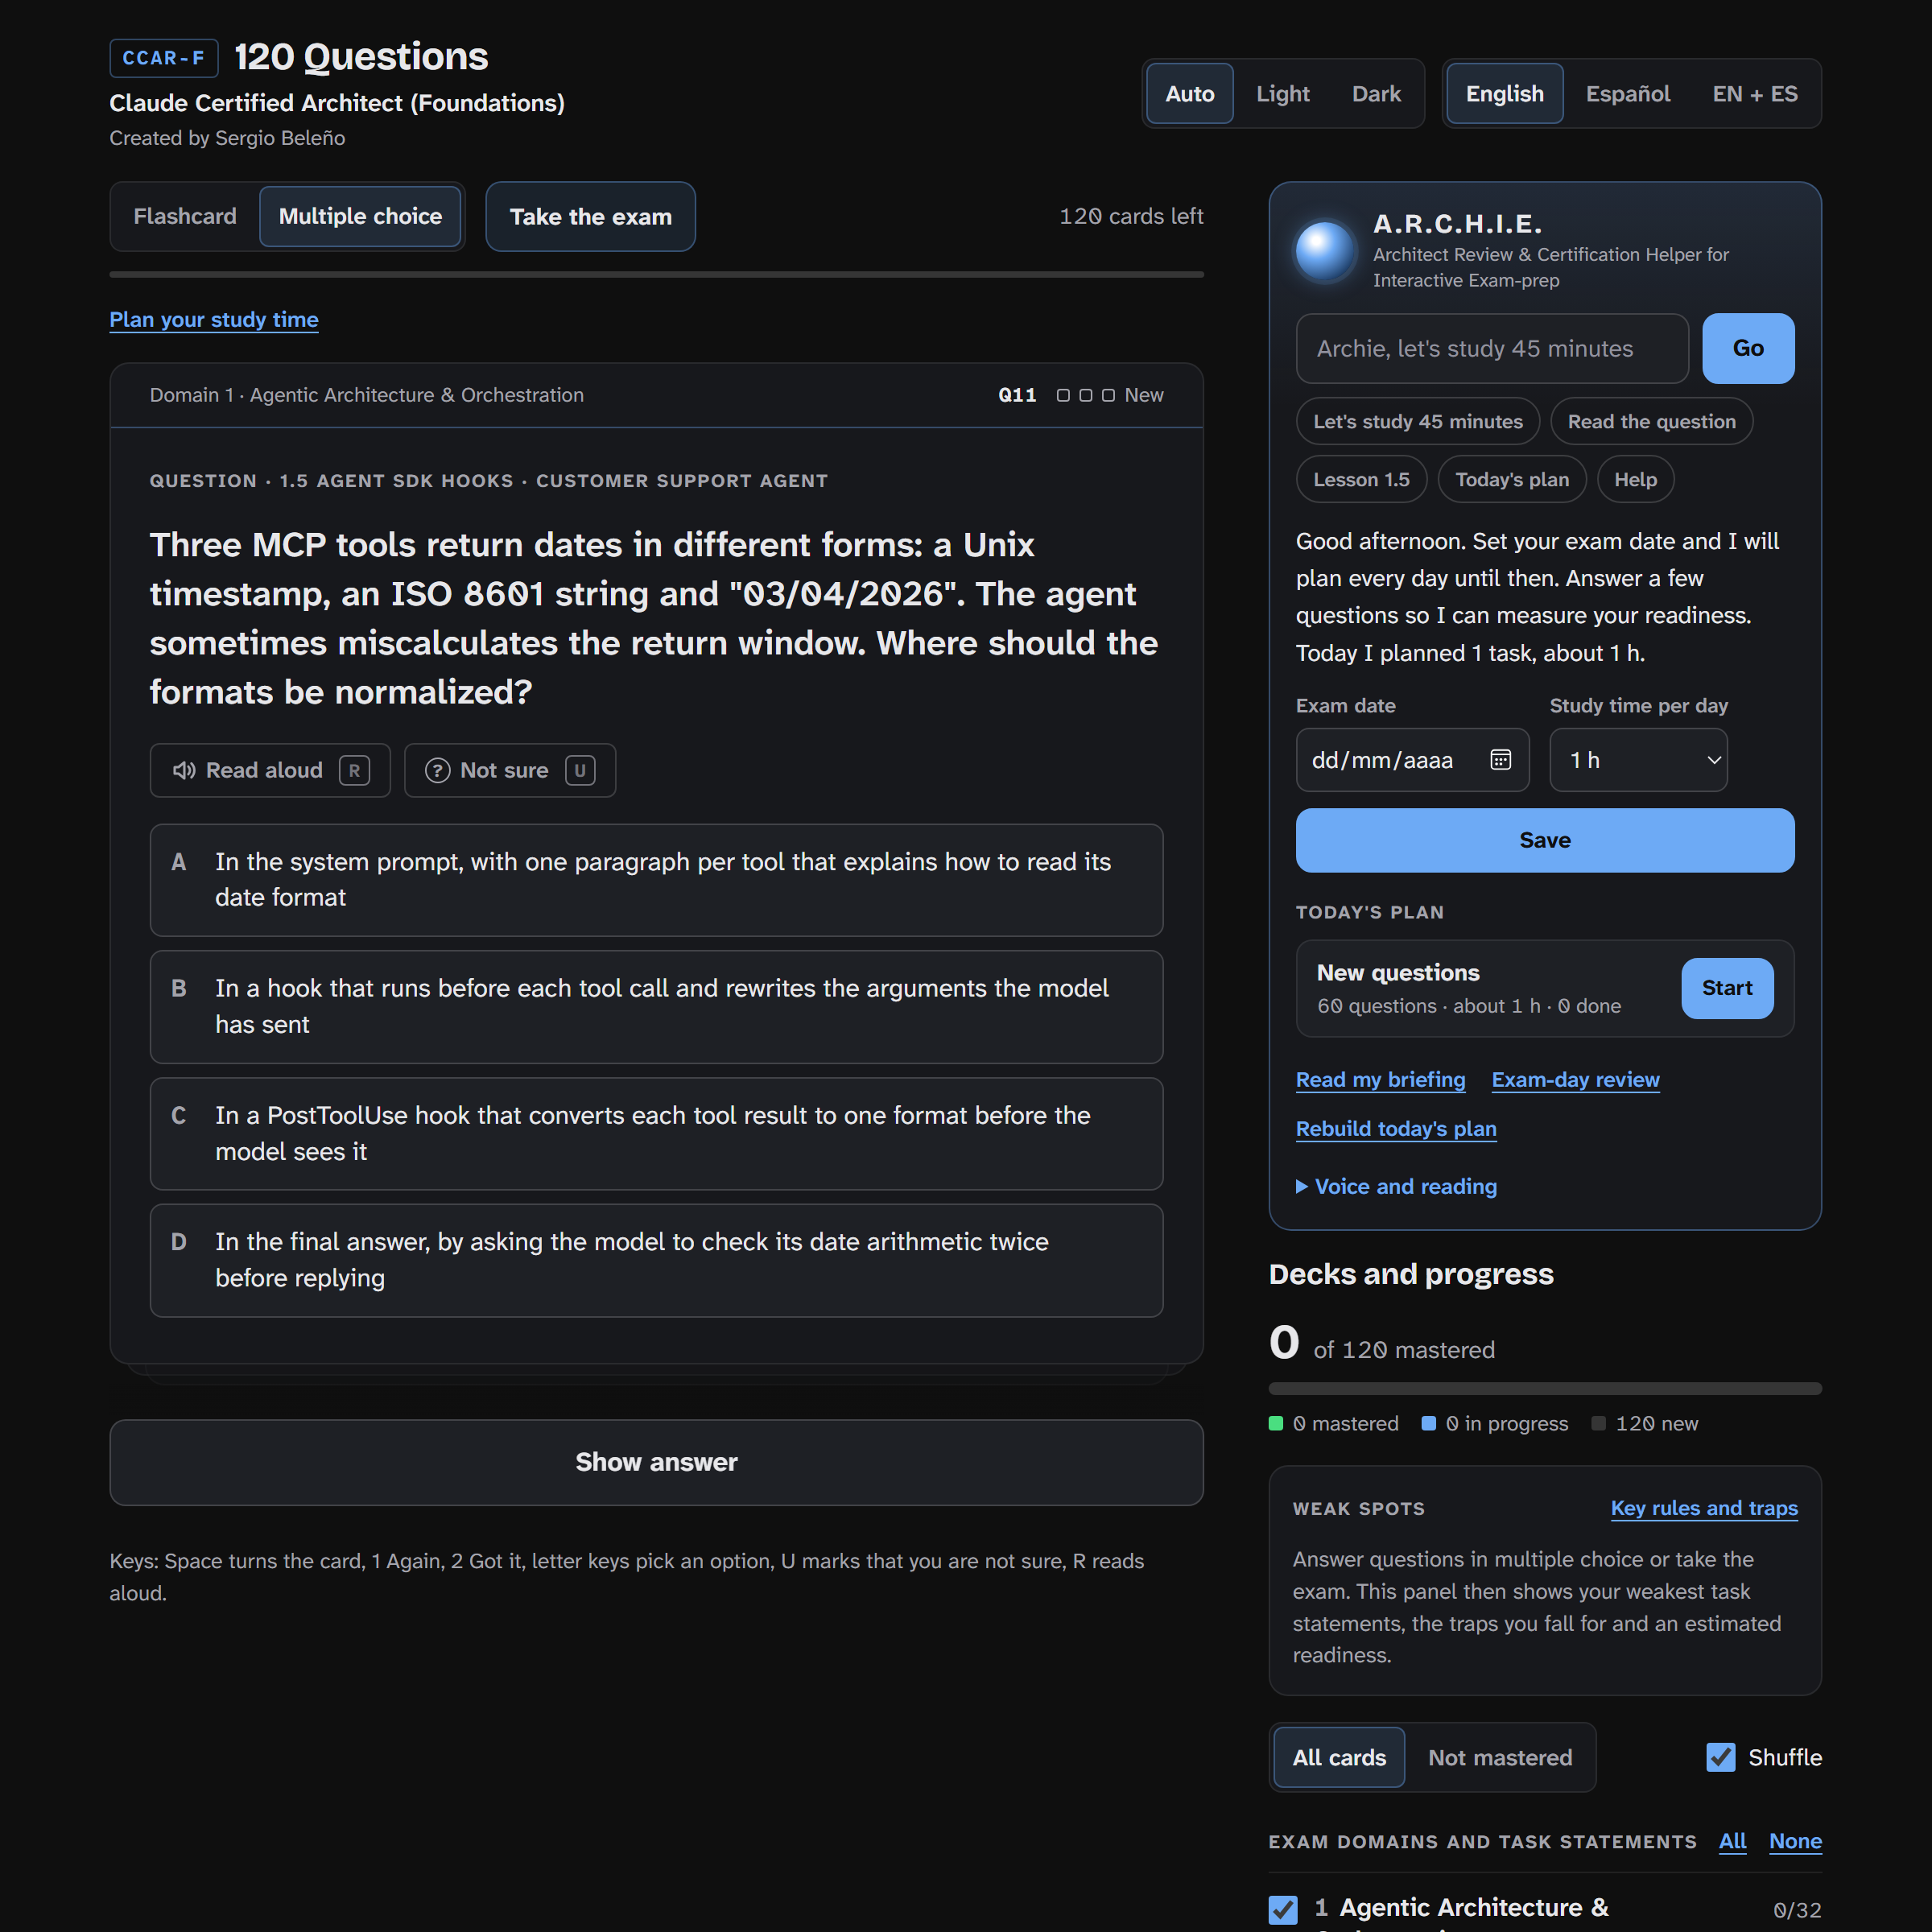 CCAR-F 120 Questions
Claude Certified Architect (Foundations)
Created by Sergio Beleño
Auto Light Dark
English Español EN + ES
Flashcard Multiple choice Take the exam 120 cards left
Plan your study time
Domain 1 · Agentic Architecture & Orchestration Q11 New
QUESTION · 1.5 AGENT SDK HOOKS · CUSTOMER SUPPORT AGENT
Three MCP tools return dates in different forms: a Unix
timestamp, an ISO 8601 string and "03/04/2026". The agent
sometimes miscalculates the return window. Where should the
formats be normalized?
Read aloud R ? Not sure U
A In the system prompt, with one paragraph per tool that explains how to read its
date format
B In a hook that runs before each tool call and rewrites the arguments the model
has sent
C In a PostToolUse hook that converts each tool result to one format before the
model sees it
D In the final answer, by asking the model to check its date arithmetic twice
before replying
Show answer
Keys: Space turns the card, 1 Again, 2 Got it, letter keys pick an option, U marks that you are not sure, R reads
aloud.
A.R.C.H.I.E.
Architect Review & Certification Helper for
Interactive Exam-prep
Archie, let's study 45 minutes Go
Let's study 45 minutes Read the question
Lesson 1.5 Today's plan Help
Good afternoon. Set your exam date and I will
plan every day until then. Answer a few
questions so I can measure your readiness.
Today I planned 1 task, about 1 h.
Exam date Study time per day
dd/mm/aaaa 1 h
Save
TODAY'S PLAN
New questions
60 questions · about 1 h · 0 done
Start
Read my briefing Exam-day review
Rebuild today's plan
Voice and reading
Decks and progress
0 of 120 mastered
0 mastered 0 in progress 120 new
WEAK SPOTS Key rules and traps
Answer questions in multiple choice or take the
exam. This panel then shows your weakest task
statements, the traps you fall for and an estimated
readiness.
All cards Not mastered Shuffle
EXAM DOMAINS AND TASK STATEMENTS All None
1 Agentic Architecture & 0/32